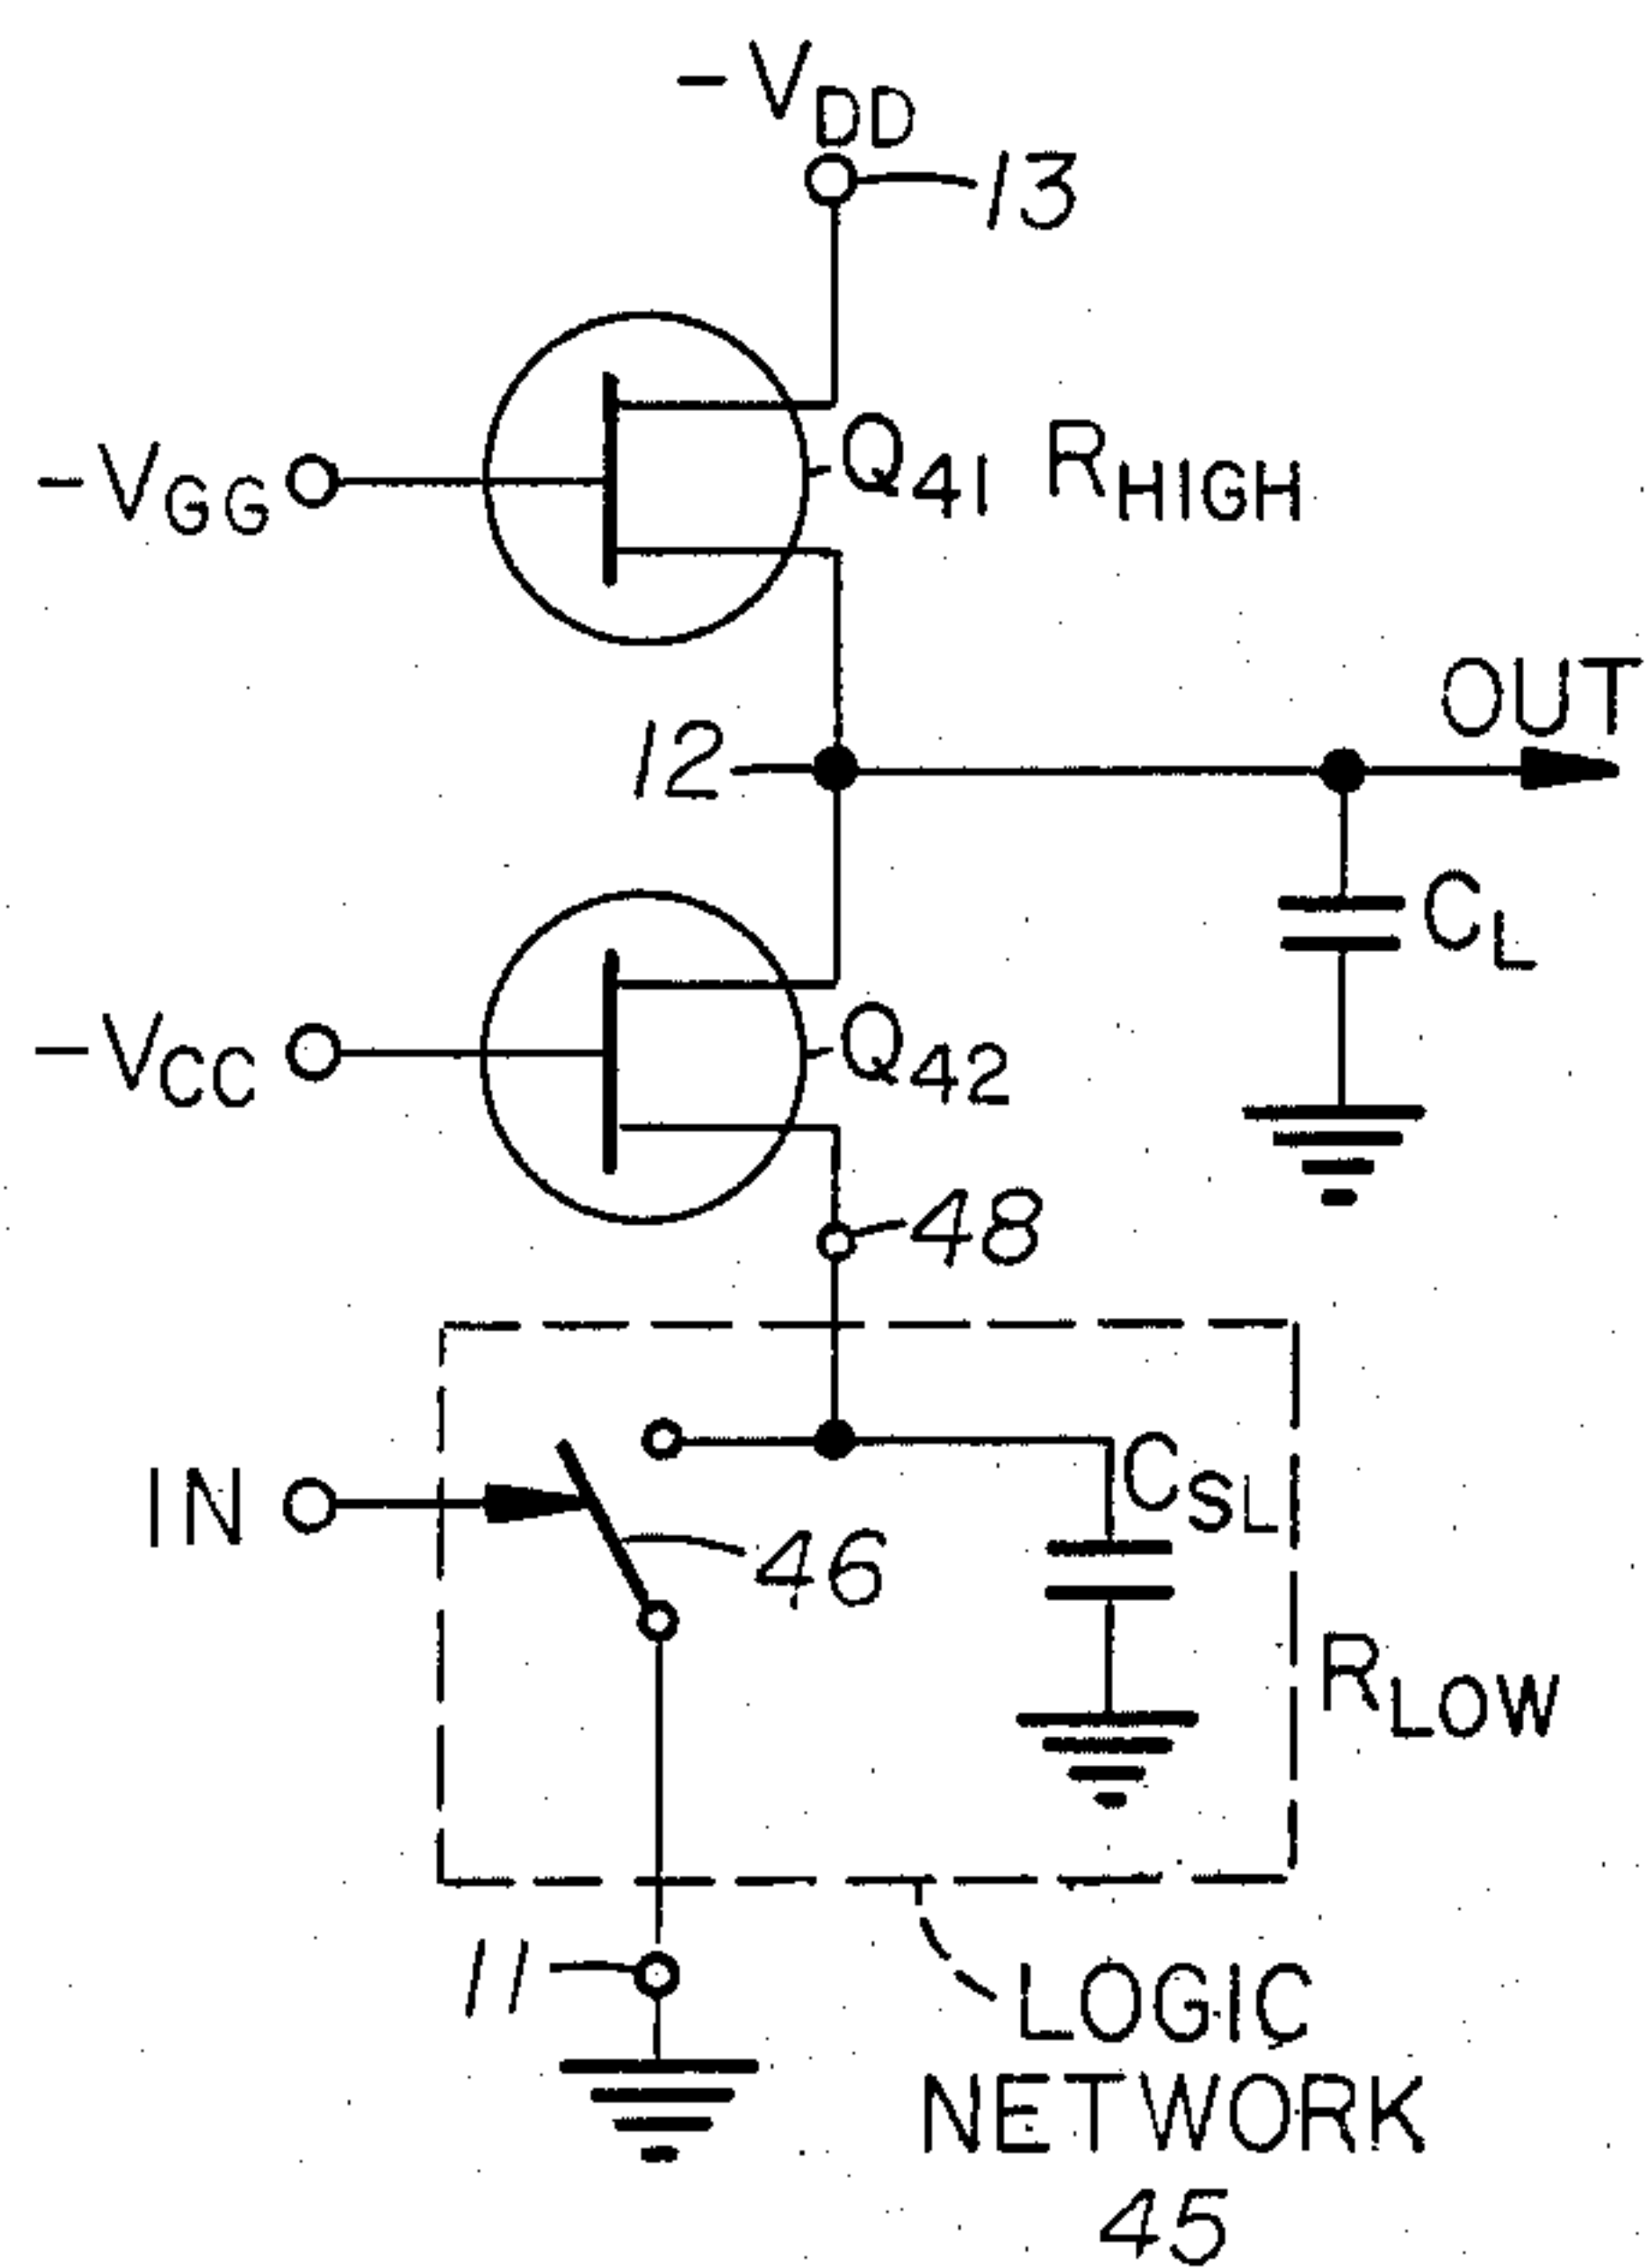 -VDD
13
-VGG
Q41 RHIGH
OUT
12
CL
-VCC
Q42
48
CSL
IN
46
RLOW
11
LOGIC
NETWORK
45